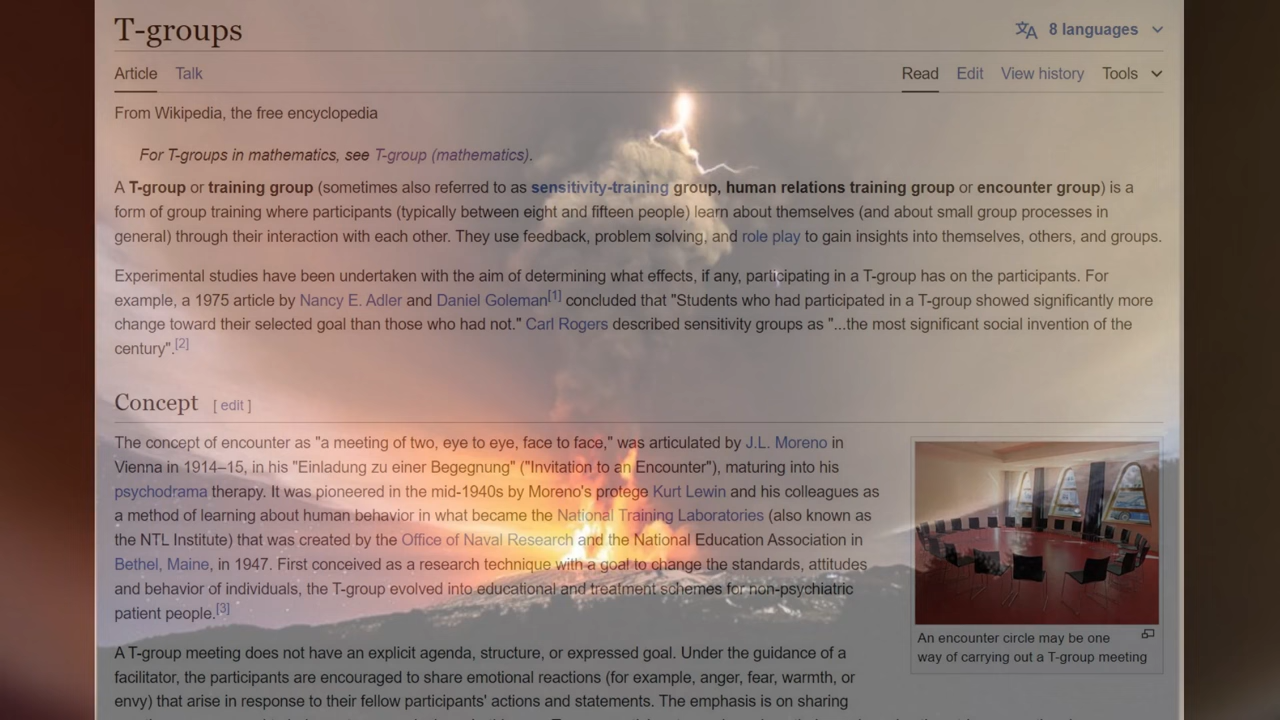 T-groups
8 languages
Article Talk Read Edit View history Tools
From Wikipedia, the free encyclopedia
For T-groups in mathematics, see T-group (mathematics).
A T-group or training group (sometimes also referred to as sensitivity-training group, human relations training group or encounter group) is a
form of group training where participants (typically between eight and fifteen people) learn about themselves (and about small group processes in
general) through their interaction with each other. They use feedback, problem solving, and role play to gain insights into themselves, others, and groups.
Experimental studies have been undertaken with the aim of determining what effects, if any, participating in a T-group has on the participants. For
example, a 1975 article by Nancy E. Adler and Daniel Goleman[1] concluded that "Students who had participated in a T-group showed significantly more
change toward their selected goal than those who had not." Carl Rogers described sensitivity groups as "...the most significant social invention of the
century".[2]
Concept [ edit ]
The concept of encounter as "a meeting of two, eye to eye, face to face," was articulated by J.L. Moreno in
Vienna in 1914–15, in his "Einladung zu einer Begegnung" ("Invitation to an Encounter"), maturing into his
psychodrama therapy. It was pioneered in the mid-1940s by Moreno's protege Kurt Lewin and his colleagues as
a method of learning about human behavior in what became the National Training Laboratories (also known as
the NTL Institute) that was created by the Office of Naval Research and the National Education Association in
Bethel, Maine, in 1947. First conceived as a research technique with a goal to change the standards, attitudes
and behavior of individuals, the T-group evolved into educational and treatment schemes for non-psychiatric
patient people.[3]
An encounter circle may be one
way of carrying out a T-group meeting
A T-group meeting does not have an explicit agenda, structure, or expressed goal. Under the guidance of a
facilitator, the participants are encouraged to share emotional reactions (for example, anger, fear, warmth, or
envy) that arise in response to their fellow participants' actions and statements. The emphasis is on sharing